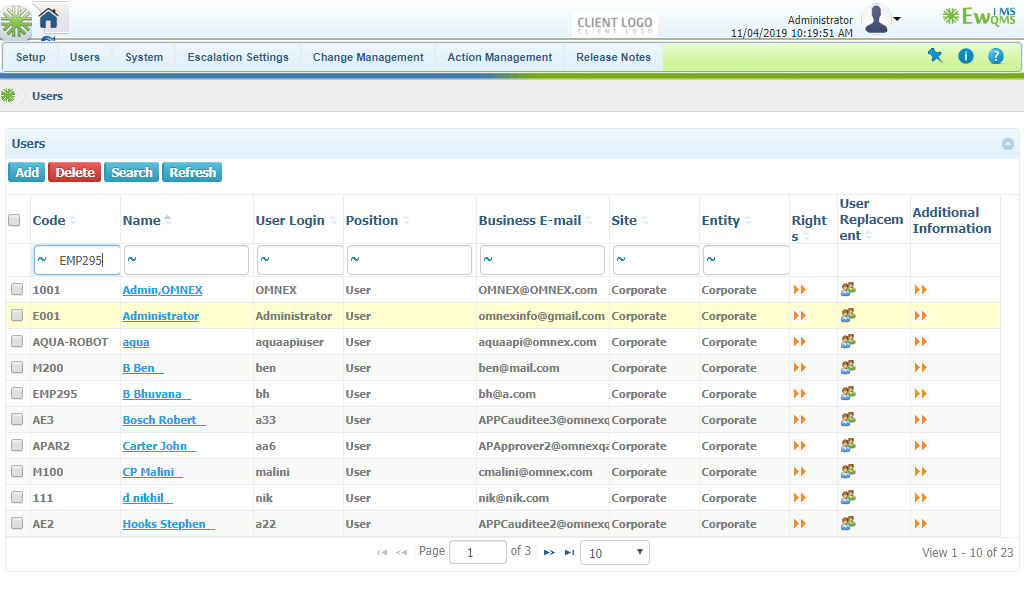 CLIENT LOGO
Administrator
11/04/2019 10:19:51 AM
EwIMS
QMS
Setup Users System Escalation Settings Change Management Action Management Release Notes
Users
Users
Add Delete Search Refresh
Code Name User Login Position Business E-mail Site Entity Rights User Replacement Additional Information
~ EMP295 ~ ~ ~ ~ ~ ~
1001 Admin,OMNEX OMNEX User OMNEX@OMNEX.com Corporate Corporate
E001 Administrator Administrator User omnexinfo@gmail.com Corporate Corporate
AQUA-ROBOT aqua aquaapiuser User aquaapi@omnex.com Corporate Corporate
M200 B Ben ben User ben@mail.com Corporate Corporate
EMP295 B Bhuvana bh User bh@a.com Corporate Corporate
AE3 Bosch Robert a33 User APPCauditee3@omnexq Corporate Corporate
APAR2 Carter John aa6 User APApprover2@omnexqa Corporate Corporate
M100 CP Malini malini User cmalini@omnex.com Corporate Corporate
111 d nikhil nik User nik@nik.com Corporate Corporate
AE2 Hooks Stephen a22 User APPCauditee2@omnexq Corporate Corporate
Page 1 of 3 10 View 1 - 10 of 23